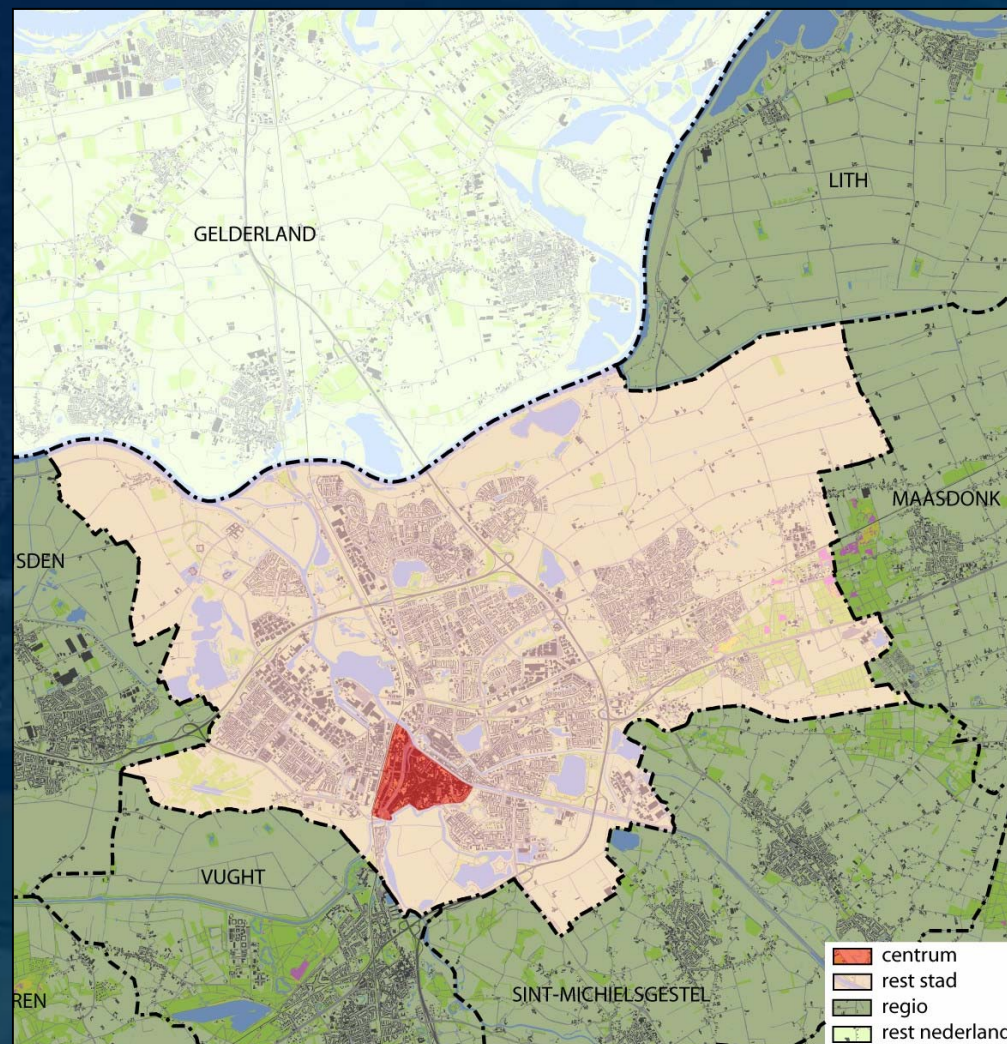 LITH
GELDERLAND
MAASDONK
SDEN
VUGHT
SINT-MICHIELSGESTEL
REN
centrum
rest stad
regio
rest nederland